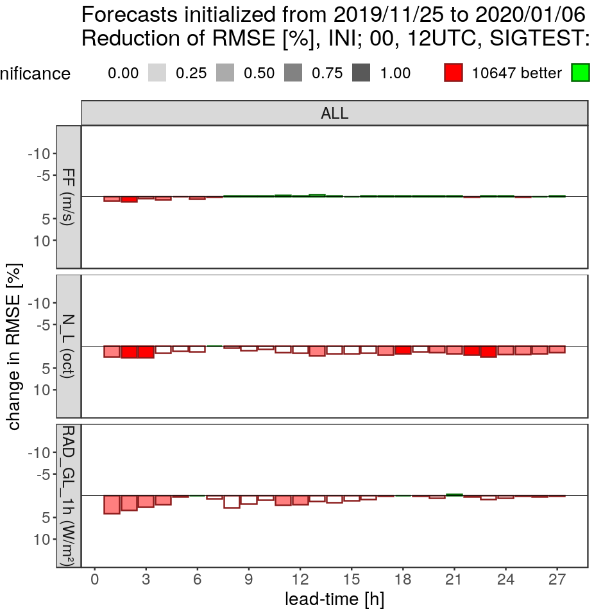 Forecasts initialized from 2019/11/25 to 2020/01/06
Reduction of RMSE [%], INI; 00, 12UTC, SIGTEST:
nificance 0.00 0.25 0.50 0.75 1.00 10647 better
ALL
change in RMSE [%]
-10
-5
5
10
FF (m/s)
-10
-5
5
10
N_L (oct)
-10
-5
5
10
RAD_GL_1h (W/m²)
0 3 6 9 12 15 18 21 24 27
lead-time [h]